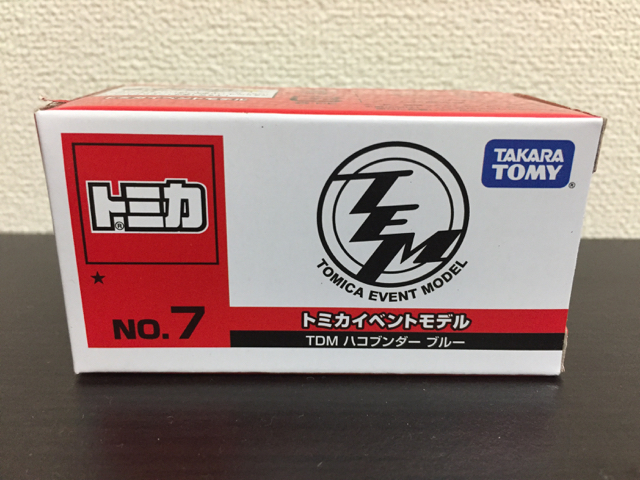 トミカ
®
★
NO.7
TEM
TOMICA EVENT MODEL
TAKARA
TOMY®
トミカイベントモデル
TDM ハコブンダー ブルー